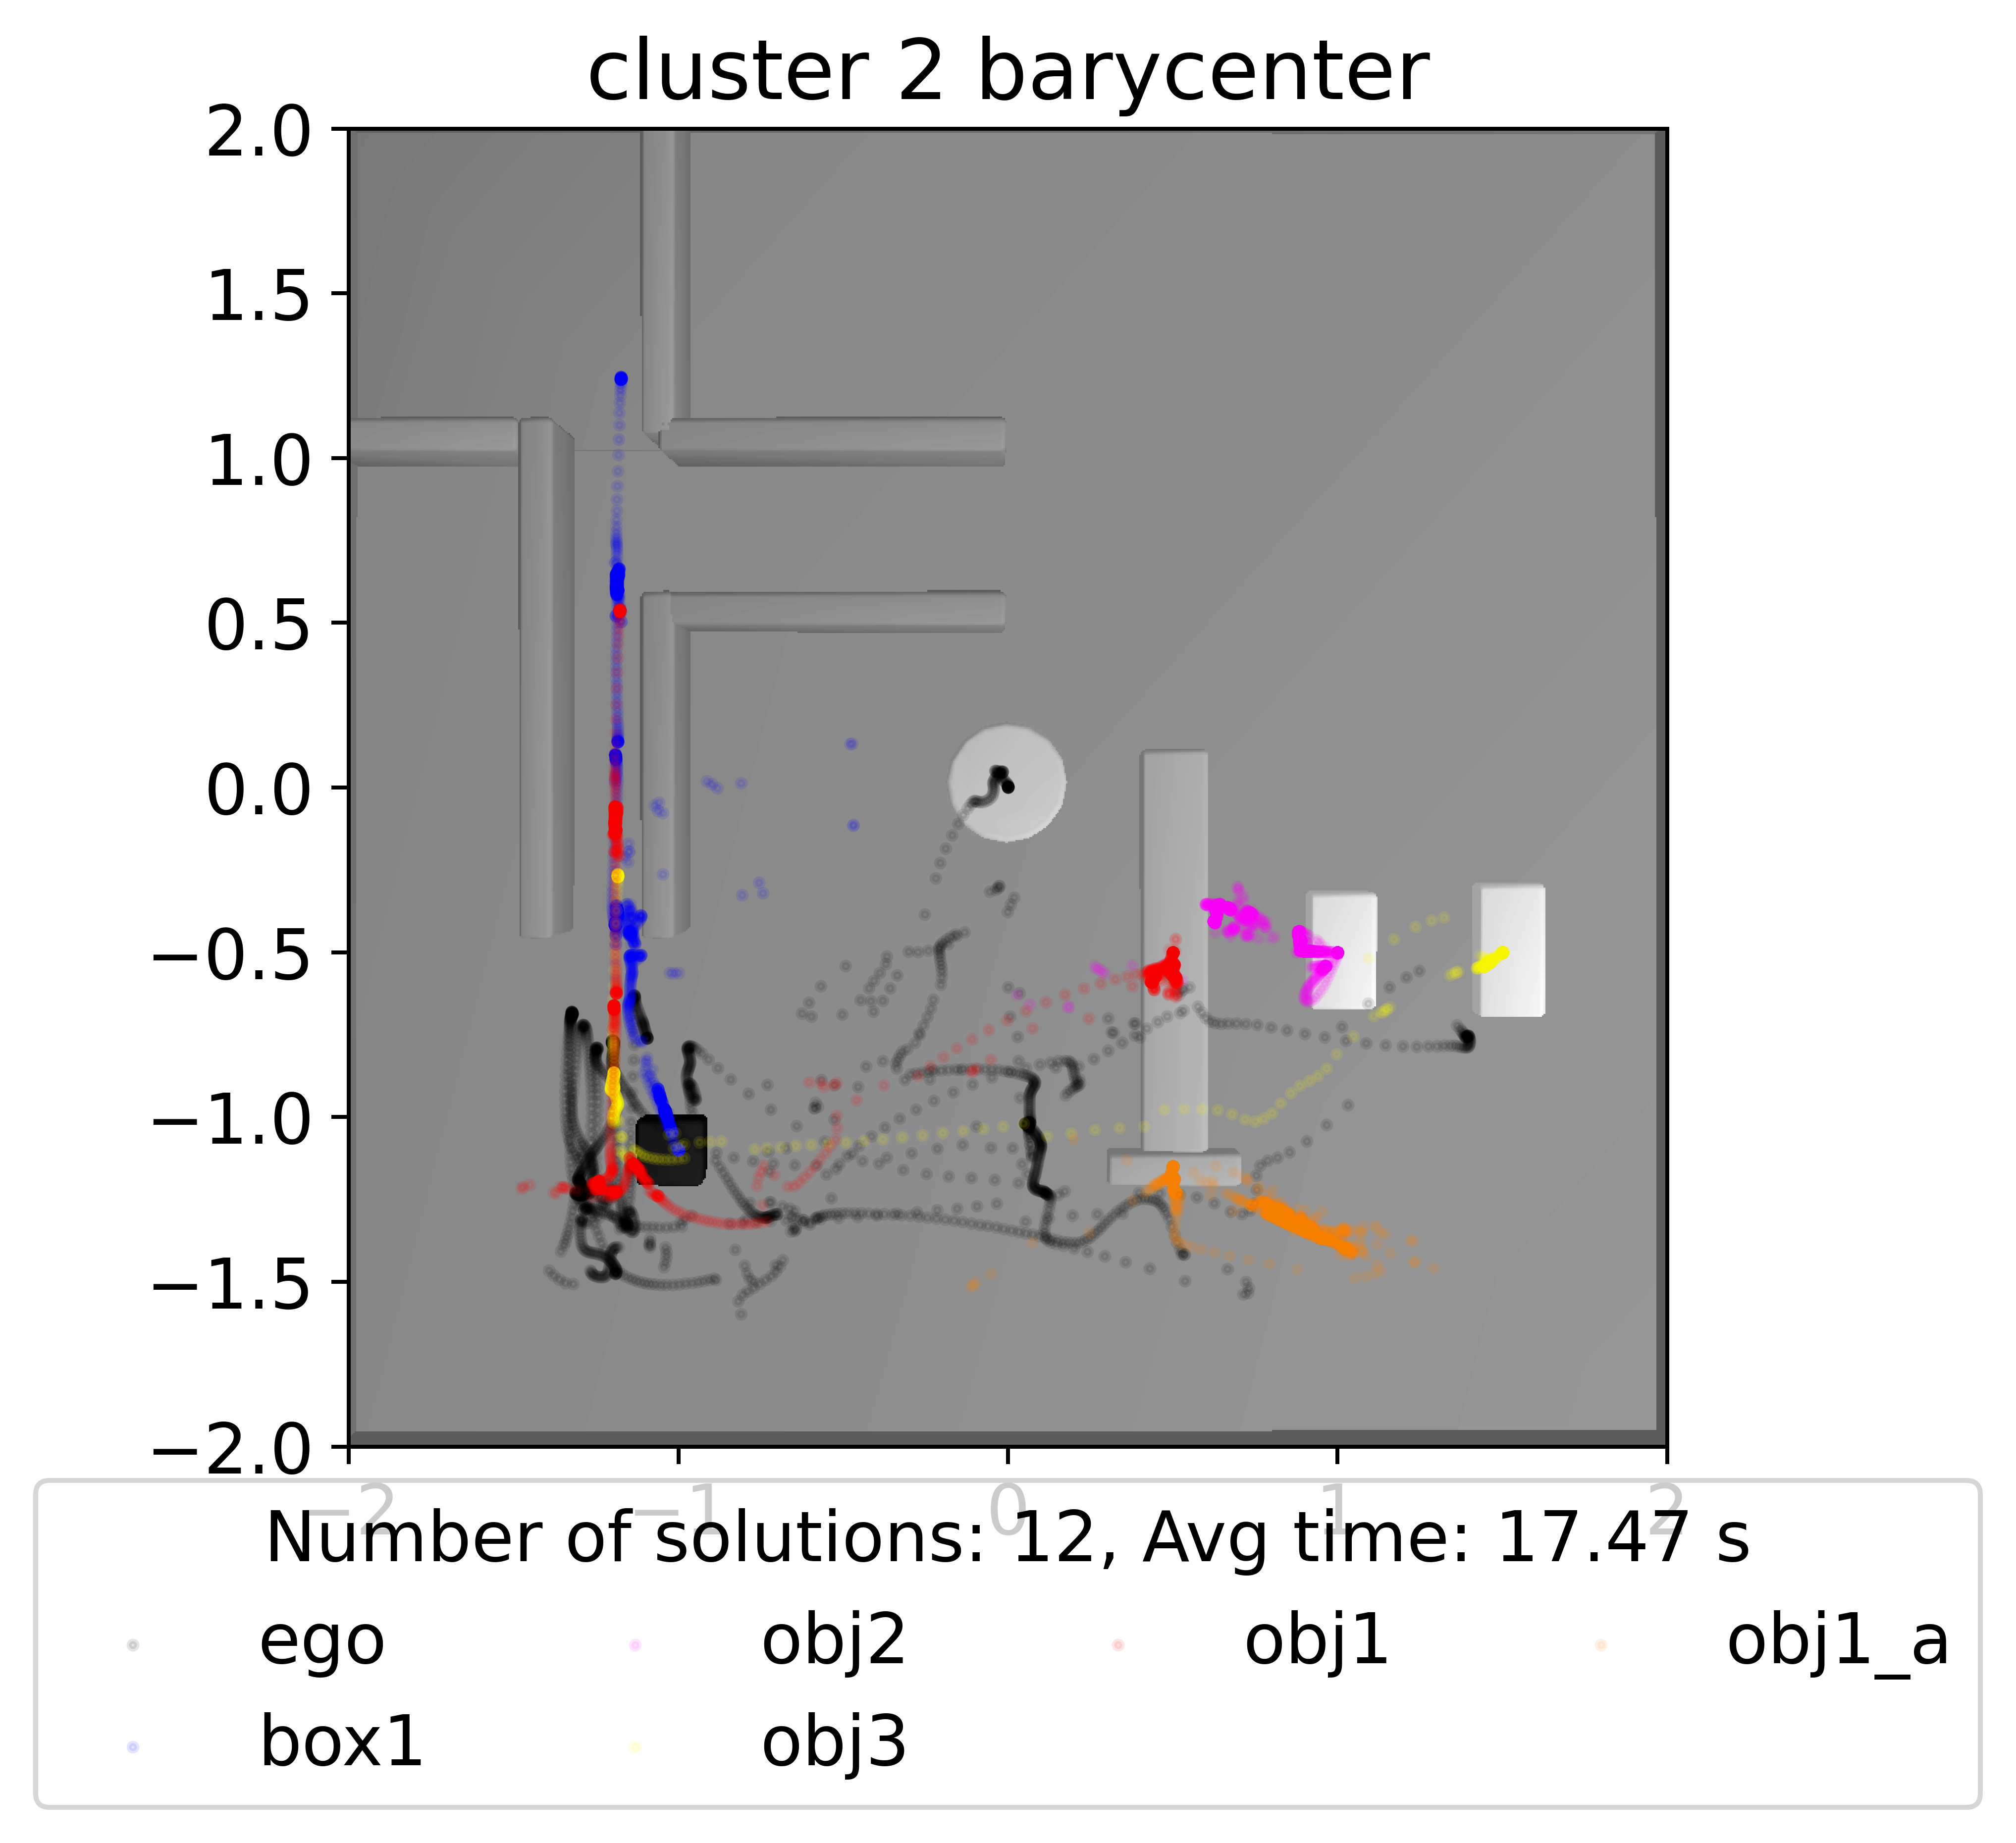 cluster 2 barycenter
2.0
1.5
1.0
0.5
0.0
−0.5
−1.0
−1.5
−2.0
−2 −1 0 1 2
Number of solutions: 12, Avg time: 17.47 s
ego obj2 obj1 obj1_a
box1 obj3